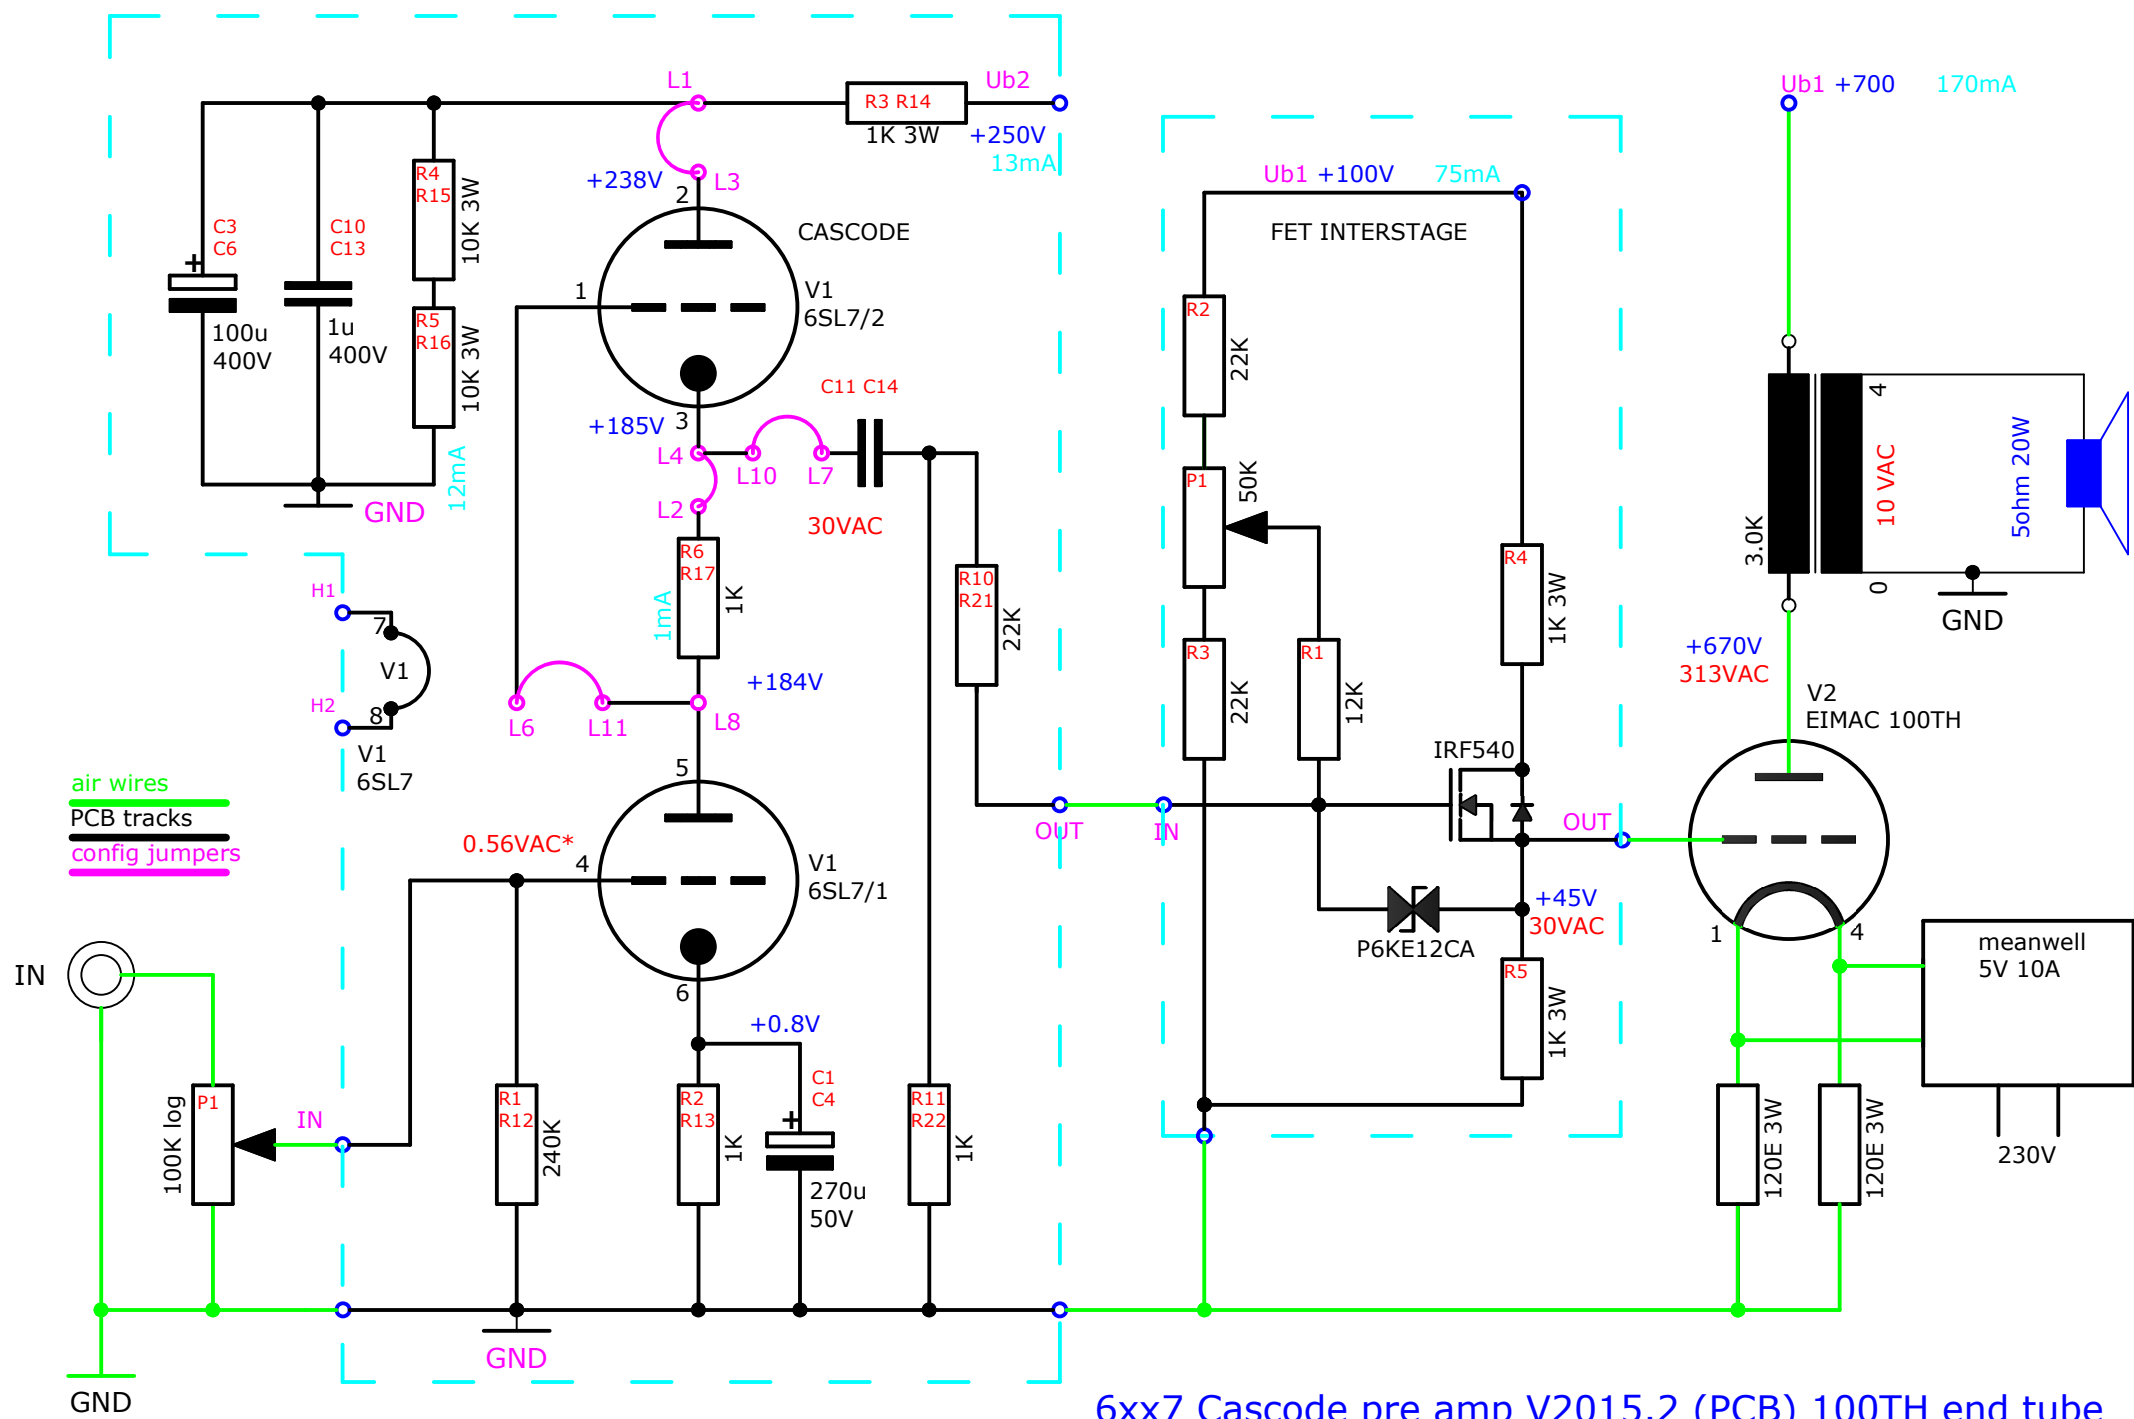 L1
Ub2
R3 R14
1K 3W
+250V
13mA
+238V
L3
2
CASCODE
R4
R15
10K 3W
C3
C6
C10
C13
+
100u
400V
1u
400V
R5
R16
10K 3W
12mA
GND
1
V1
6SL7/2
3
+185V
C11 C14
L4
L10
L7
L2
30VAC
R6
R17
1K
1mA
R10
R21
22K
H1
7
V1
8
H2
V1
6SL7
L6
L11
L8
+184V
5
air wires
PCB tracks
config jumpers
0.56VAC*
4
V1
6SL7/1
6
+0.8V
C1
C4
+
270u
50V
IN
P1
100K log
IN
R1
R12
240K
R2
R13
1K
R11
R22
1K
GND
GND
OUT
IN
Ub1 +100V
75mA
FET INTERSTAGE
R2
22K
P1
50K
R3
22K
R1
12K
R4
1K 3W
IRF540
OUT
P6KE12CA
+45V
30VAC
R5
1K 3W
Ub1 +700
170mA
3.0K
4
10 VAC
0
5ohm 20W
GND
+670V
313VAC
V2
EIMAC 100TH
1
4
meanwell
5V 10A
120E 3W
120E 3W
230V
6xx7 Cascode pre amp V2015.2 (PCB) 100TH end tube